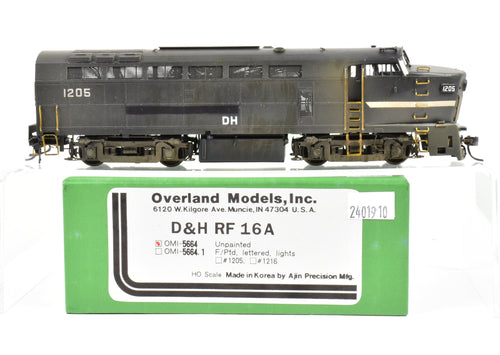 1205
DH
1205
Overland Models, Inc.
6120 W. Kilgore Ave. Muncie, IN 47304 U. S. A.
D&H RF 16A
OMI-5664 Unpainted
OMI-5664.1 F/Ptd, lettered, lights
#1205, #1216
HO Scale Made in Korea by Ajin Precision Mfg.
2401910